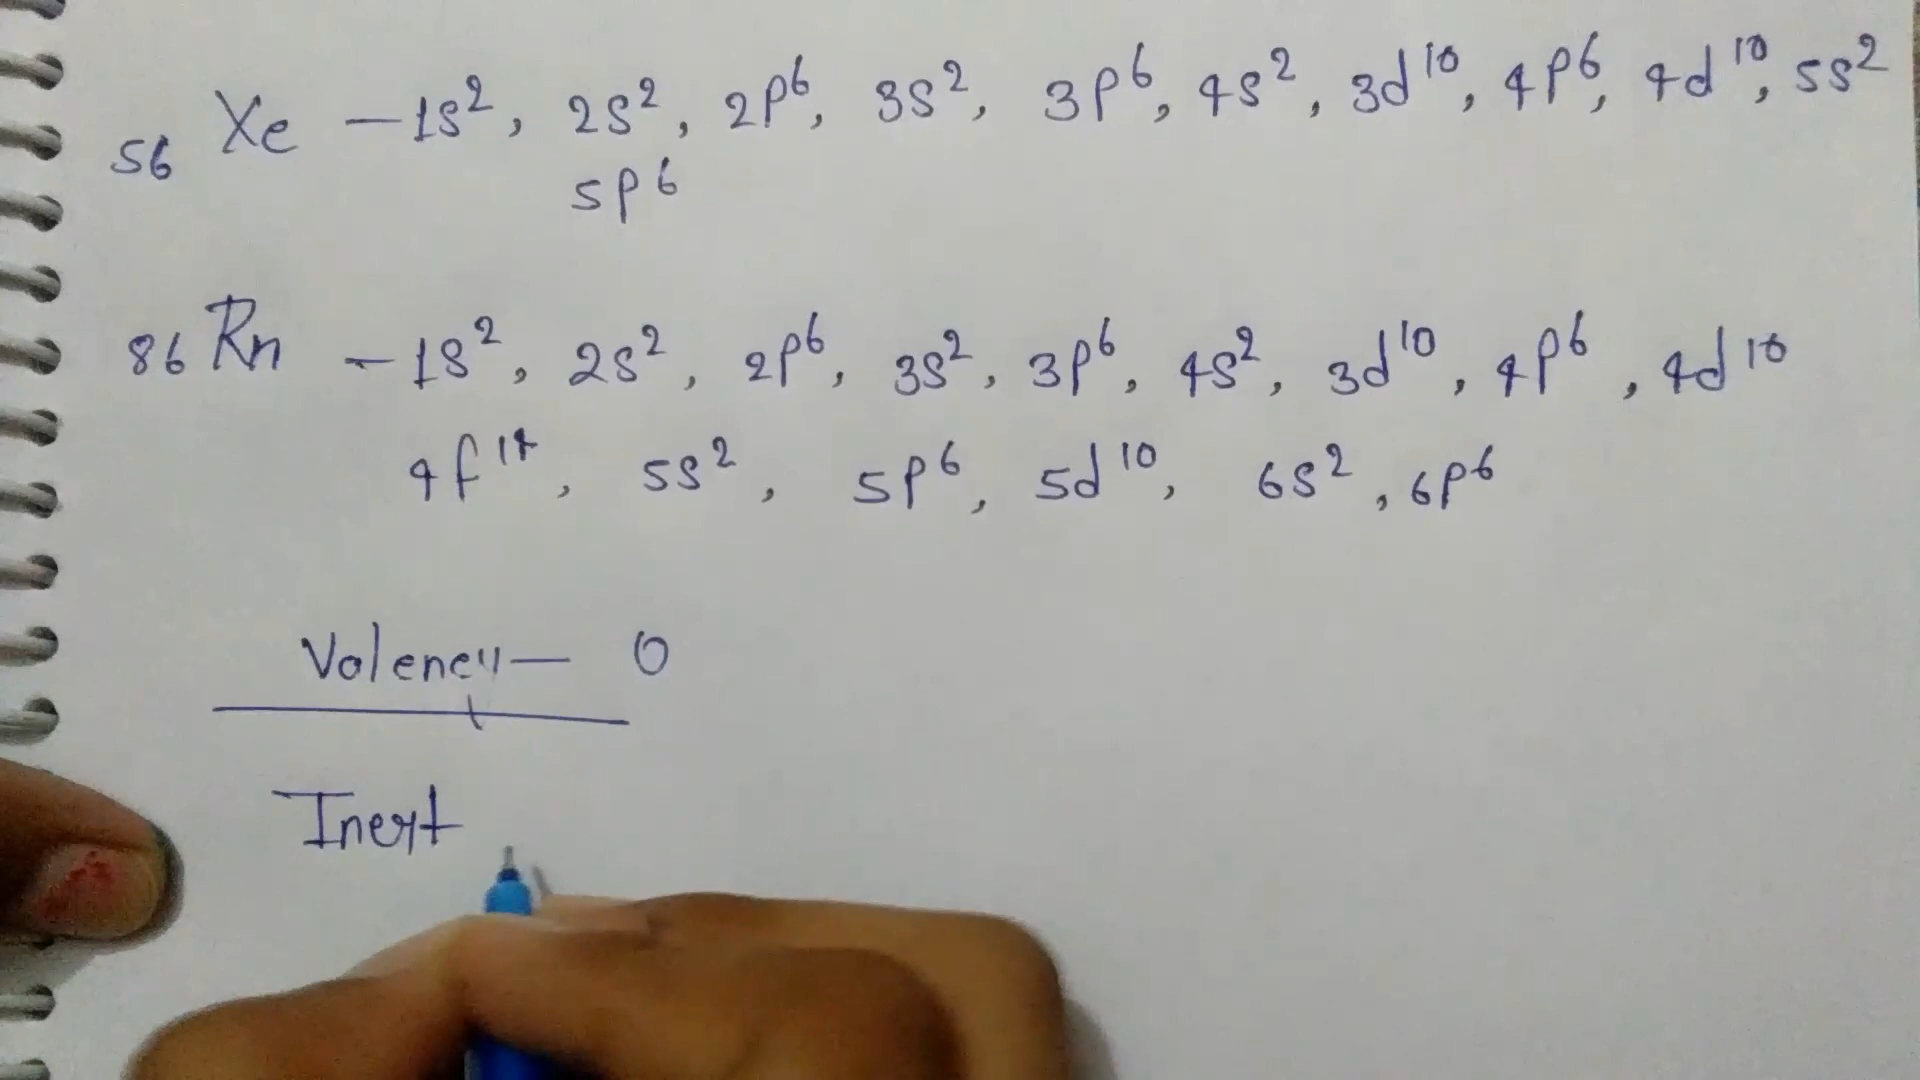 56 Xe – 1s², 2s², 2p⁶, 3s², 3p⁶, 4s², 3d¹⁰, 4p⁶, 4d¹⁰, 5s²
5p⁶
86 Rn – 1s², 2s², 2p⁶, 3s², 3p⁶, 4s², 3d¹⁰, 4p⁶, 4d¹⁰
4f¹⁴, 5s², 5p⁶, 5d¹⁰, 6s², 6p⁶
Valency – 0
Inert